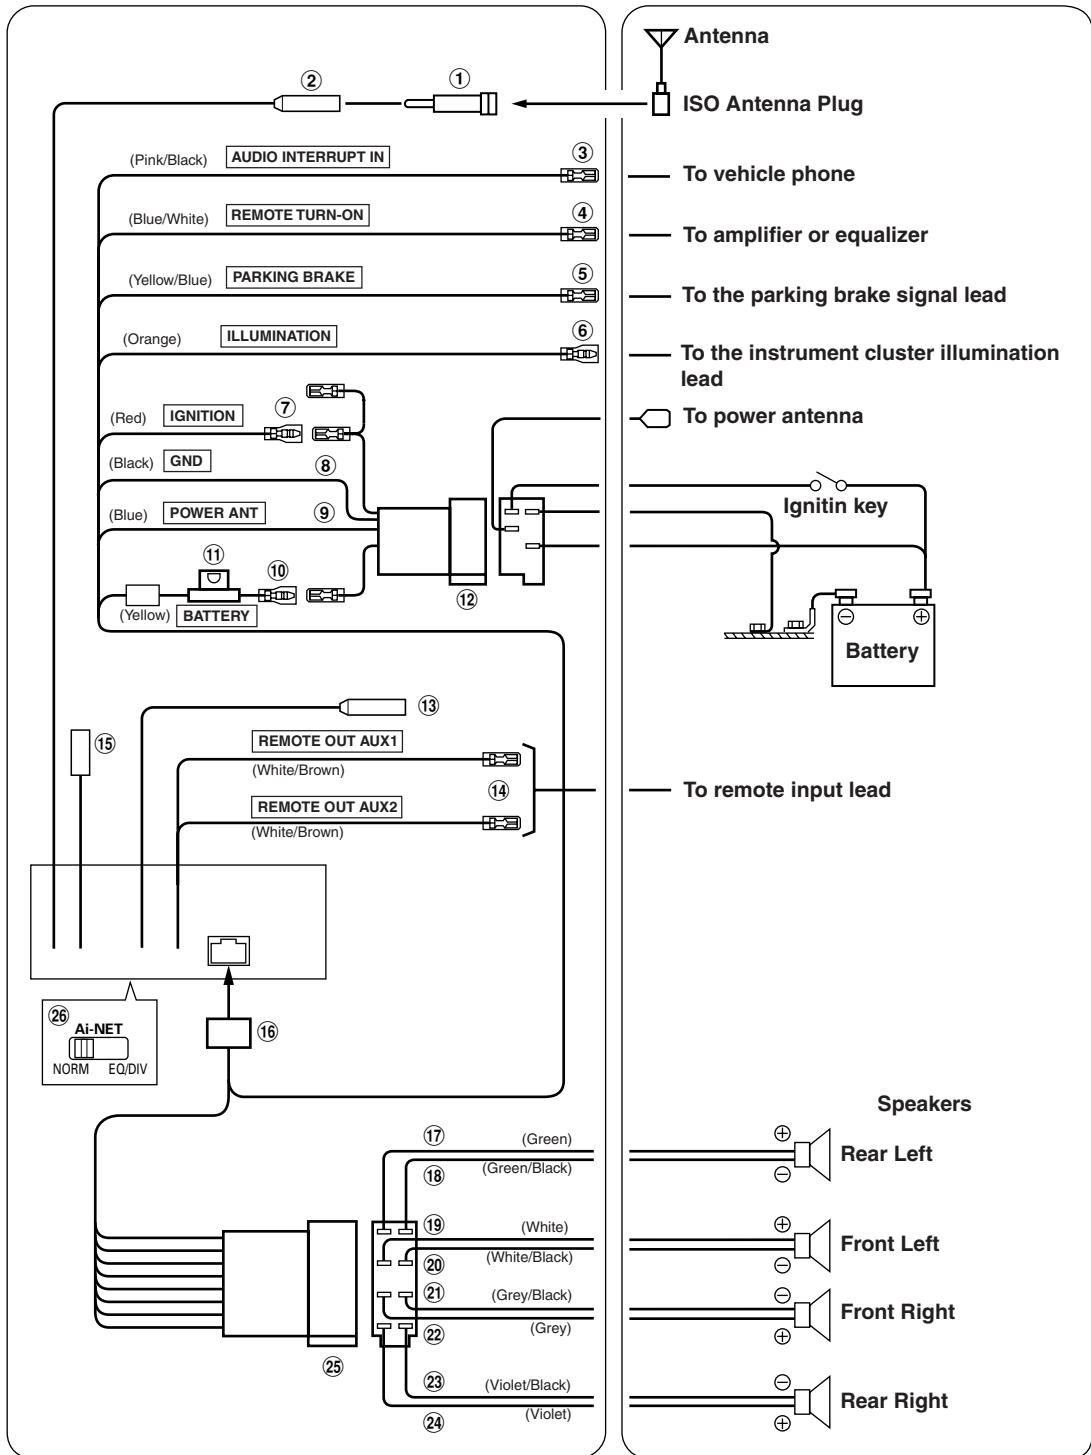 Antenna
② ①
ISO Antenna Plug
(Pink/Black) AUDIO INTERRUPT IN ③
To vehicle phone
(Blue/White) REMOTE TURN-ON ④
To amplifier or equalizer
(Yellow/Blue) PARKING BRAKE ⑤
To the parking brake signal lead
(Orange) ILLUMINATION ⑥
To the instrument cluster illumination
lead
(Red) IGNITION ⑦
To power antenna
(Black) GND ⑧
Ignitin key
(Blue) POWER ANT ⑨
⑪ ⑩
⑫
(Yellow) BATTERY
⊖ ⊕
Battery
⑬
⑮
REMOTE OUT AUX1
(White/Brown)
⑭
To remote input lead
REMOTE OUT AUX2
(White/Brown)
㉖
Ai-NET
NORM EQ/DIV
⑯
Speakers
⑰ (Green) ⊕
Rear Left
⑱ (Green/Black) ⊖
⑲ (White) ⊕
Front Left
⑳ (White/Black) ⊖
㉑ (Grey/Black) ⊖
Front Right
㉒ (Grey) ⊕
㉕
㉓ (Violet/Black) ⊖
Rear Right
㉔ (Violet) ⊕